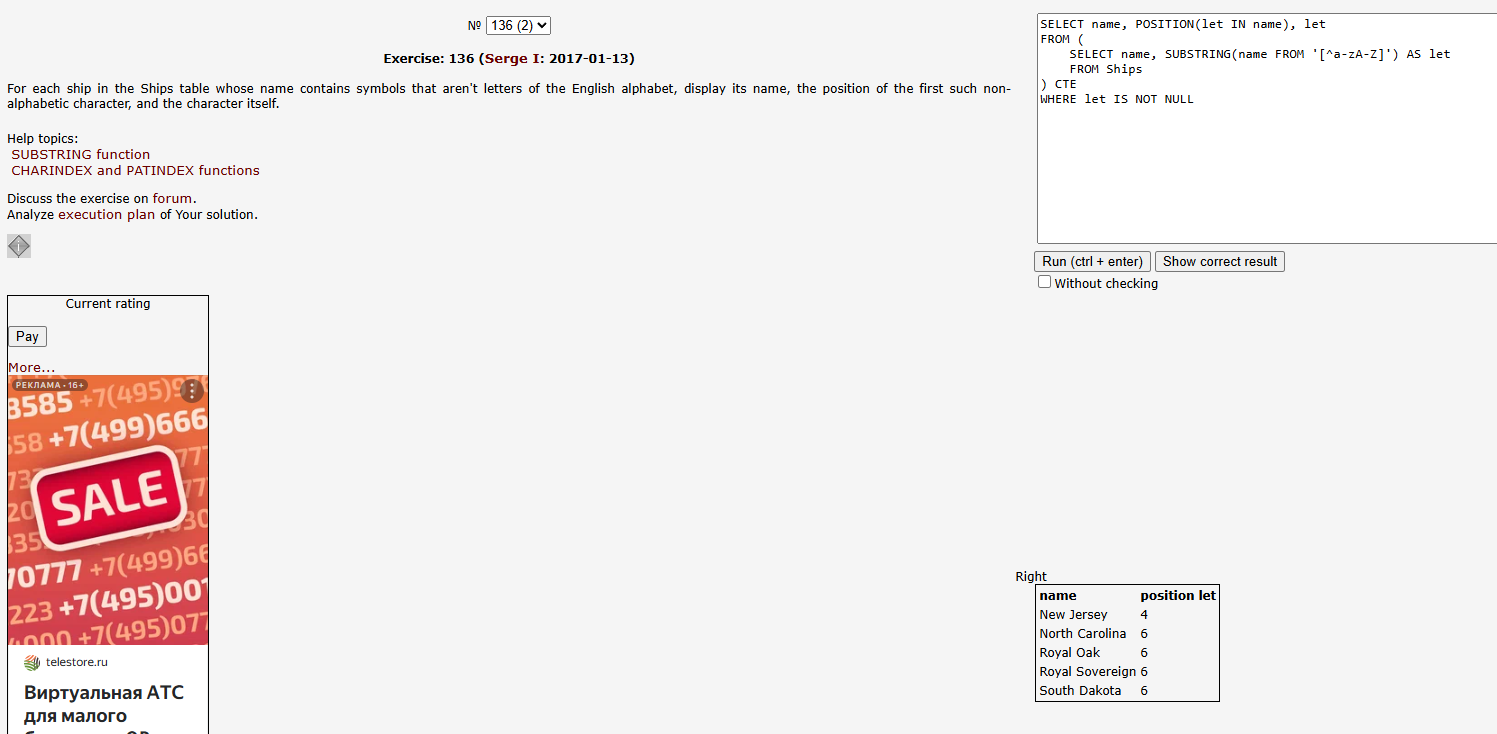 № 136 (2)
Exercise: 136 (Serge I: 2017-01-13)
For each ship in the Ships table whose name contains symbols that aren't letters of the English alphabet, display its name, the position of the first such non-
alphabetic character, and the character itself.
Help topics:
SUBSTRING function
CHARINDEX and PATINDEX functions
Discuss the exercise on forum.
Analyze execution plan of Your solution.
Current rating
Pay
More...
РЕКЛАМА • 16+
8585 +7(495)976
658 +7(499)666
SALE
70777 +7(499)66
223 +7(495)001
4000 +7(495)077
telestore.ru
Виртуальная АТС
для малого
SELECT name, POSITION(let IN name), let
FROM (
SELECT name, SUBSTRING(name FROM '[^a-zA-Z]') AS let
FROM Ships
) CTE
WHERE let IS NOT NULL
Run (ctrl + enter) Show correct result
Without checking
Right
name position let
New Jersey 4
North Carolina 6
Royal Oak 6
Royal Sovereign 6
South Dakota 6